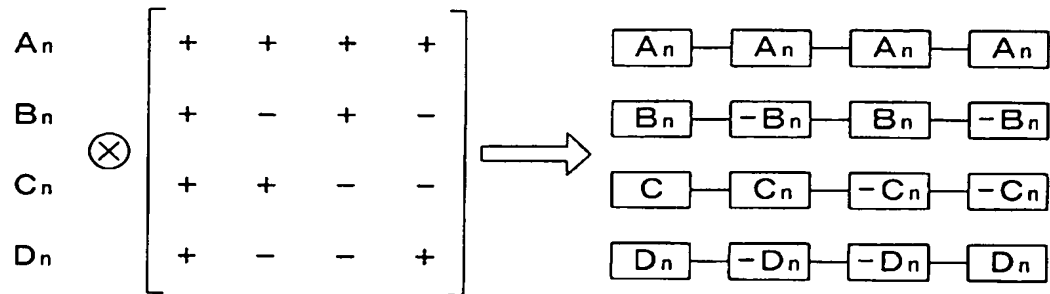 An + + + + An An An An
Bn + - + - Bn -Bn Bn -Bn
⊗
Cn + + - - C Cn -Cn -Cn
Dn + - - + Dn -Dn -Dn Dn